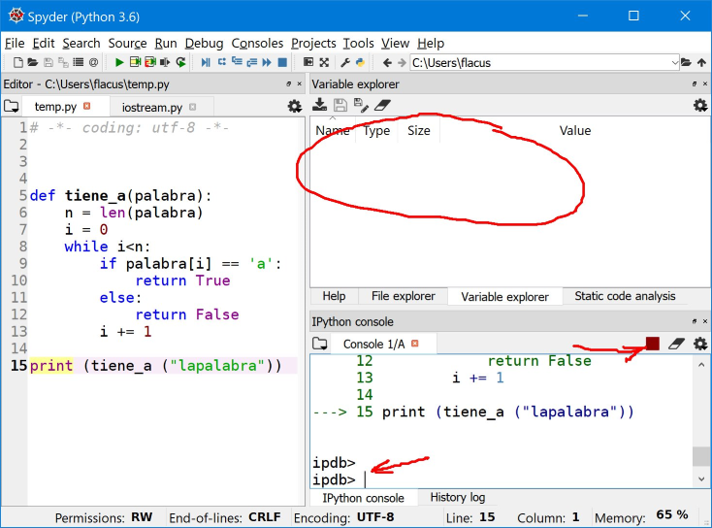 Spyder (Python 3.6)
File Edit Search Source Run Debug Consoles Projects Tools View Help
C:\Users\flacus
Editor - C:\Users\flacus\temp.py
temp.py iostream.py
1 # -*- coding: utf-8 -*-
2
3
4
5 def tiene_a(palabra):
6 n = len(palabra)
7 i = 0
8 while i<n:
9 if palabra[i] == 'a':
10 return True
11 else:
12 return False
13 i += 1
14
15 print (tiene_a ("lapalabra"))
Variable explorer
Name Type Size Value
Help File explorer Variable explorer Static code analysis
IPython console
Console 1/A
12 return False
13 i += 1
14
---> 15 print (tiene_a ("lapalabra"))
ipdb>
ipdb>
IPython console History log
Permissions: RW End-of-lines: CRLF Encoding: UTF-8 Line: 15 Column: 1 Memory: 65 %